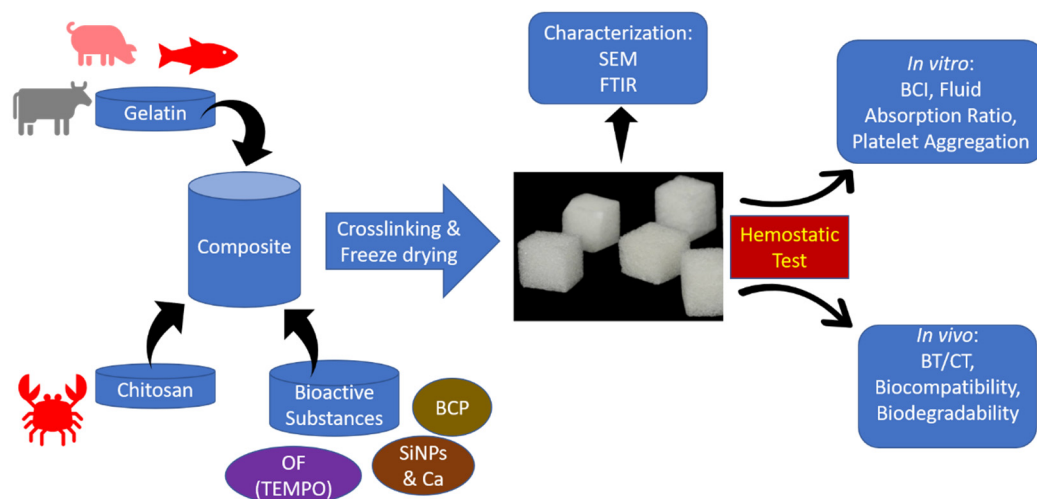 Gelatin
Composite
Chitosan
Bioactive
Substances
BCP
SiNPs
& Ca
OF
(TEMPO)
Crosslinking &
Freeze drying
Characterization:
SEM
FTIR
Hemostatic
Test
In vitro:
BCI, Fluid
Absorption Ratio,
Platelet Aggregation
In vivo:
BT/CT,
Biocompatibility,
Biodegradability